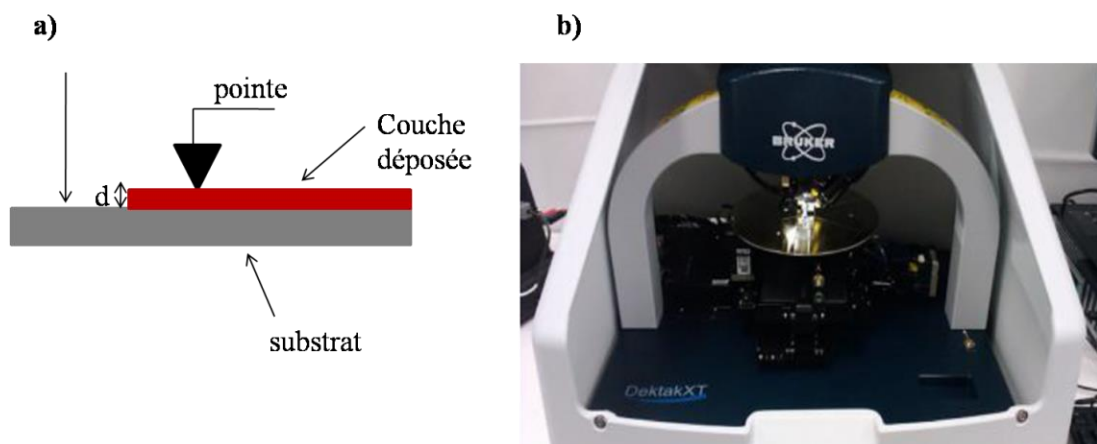 a)
b)
pointe
Couche
déposée
d
substrat
BRUKER
DektakXT